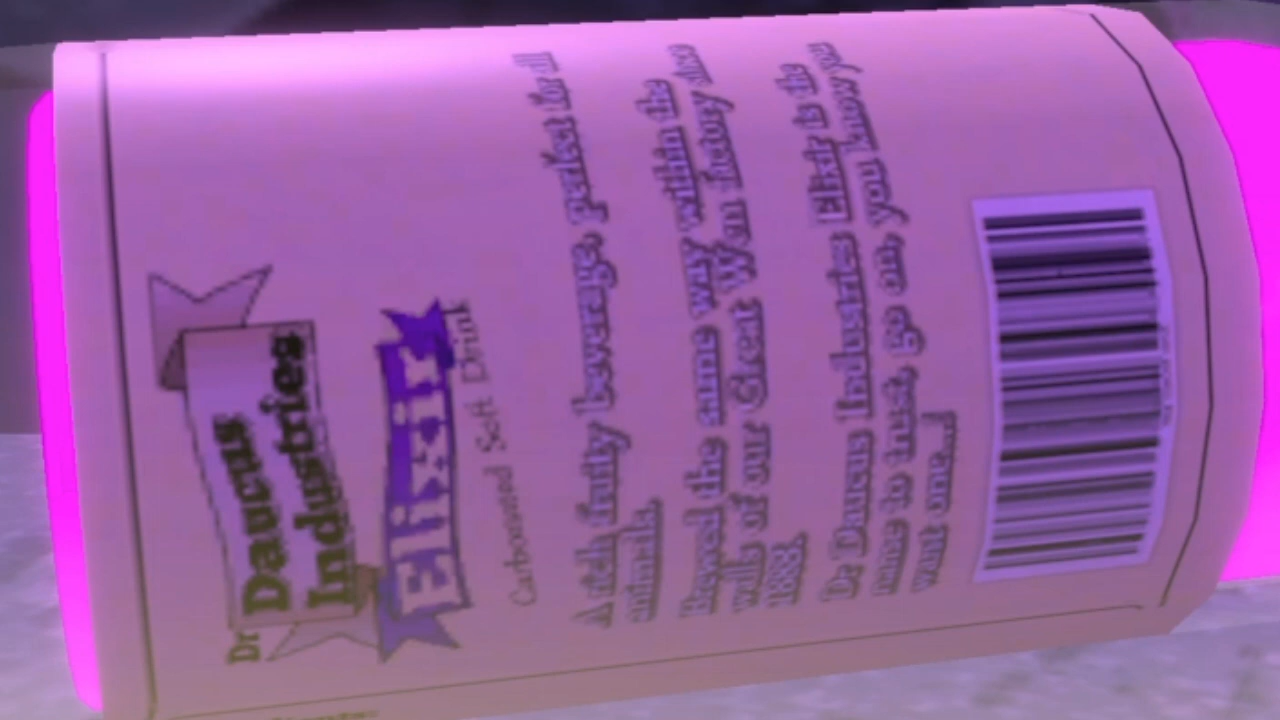 Dr Daucus
Industries
Elixir
Carbonated Soft Drink
A rich fruity beverage, perfect for all
animals.
Brewed the same way within the
walls of our Great Wen factory since
1888.
Dr Daucus Industries Elixir is the
name to trust, go on, you know you
want one...!